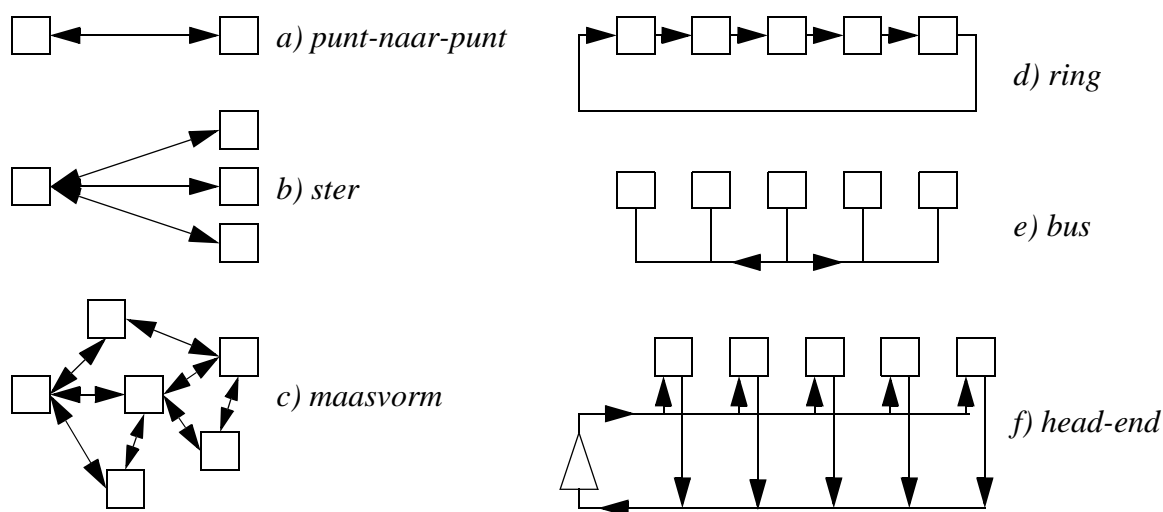 a) punt-naar-punt
b) ster
c) maasvorm
d) ring
e) bus
f) head-end